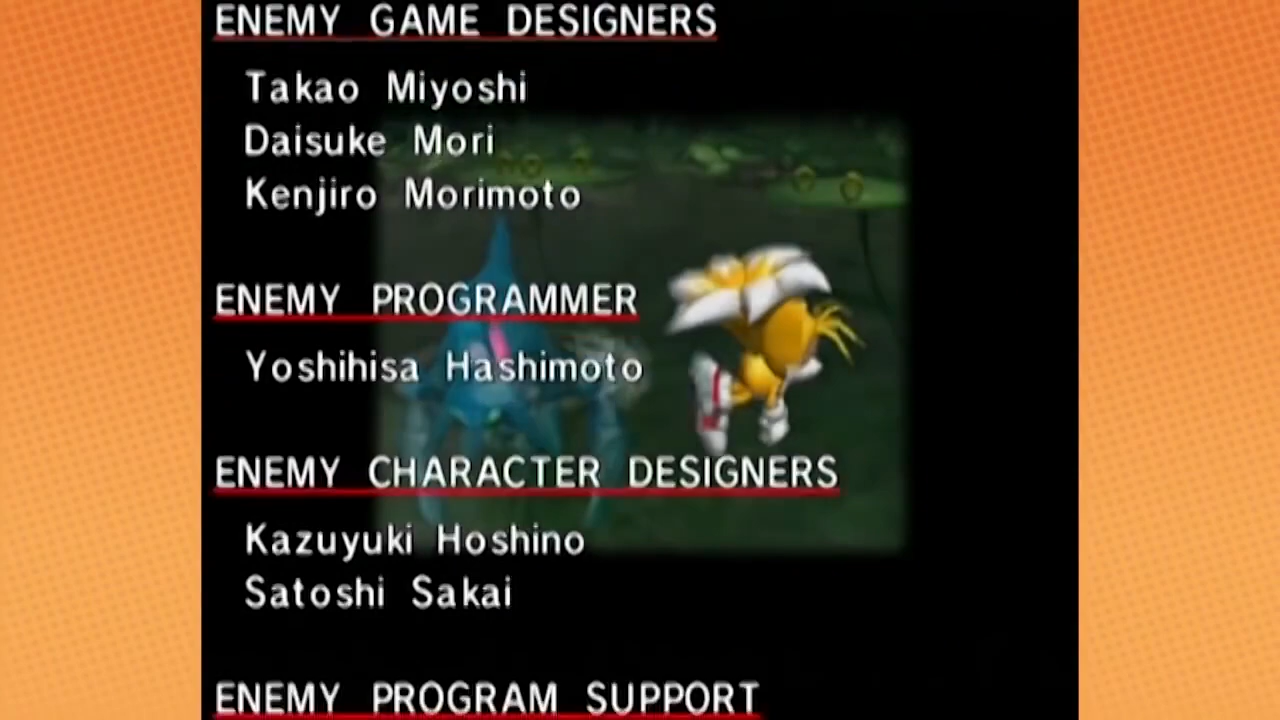 ENEMY GAME DESIGNERS
Takao Miyoshi
Daisuke Mori
Kenjiro Morimoto
ENEMY PROGRAMMER
Yoshihisa Hashimoto
ENEMY CHARACTER DESIGNERS
Kazuyuki Hoshino
Satoshi Sakai
ENEMY PROGRAM SUPPORT